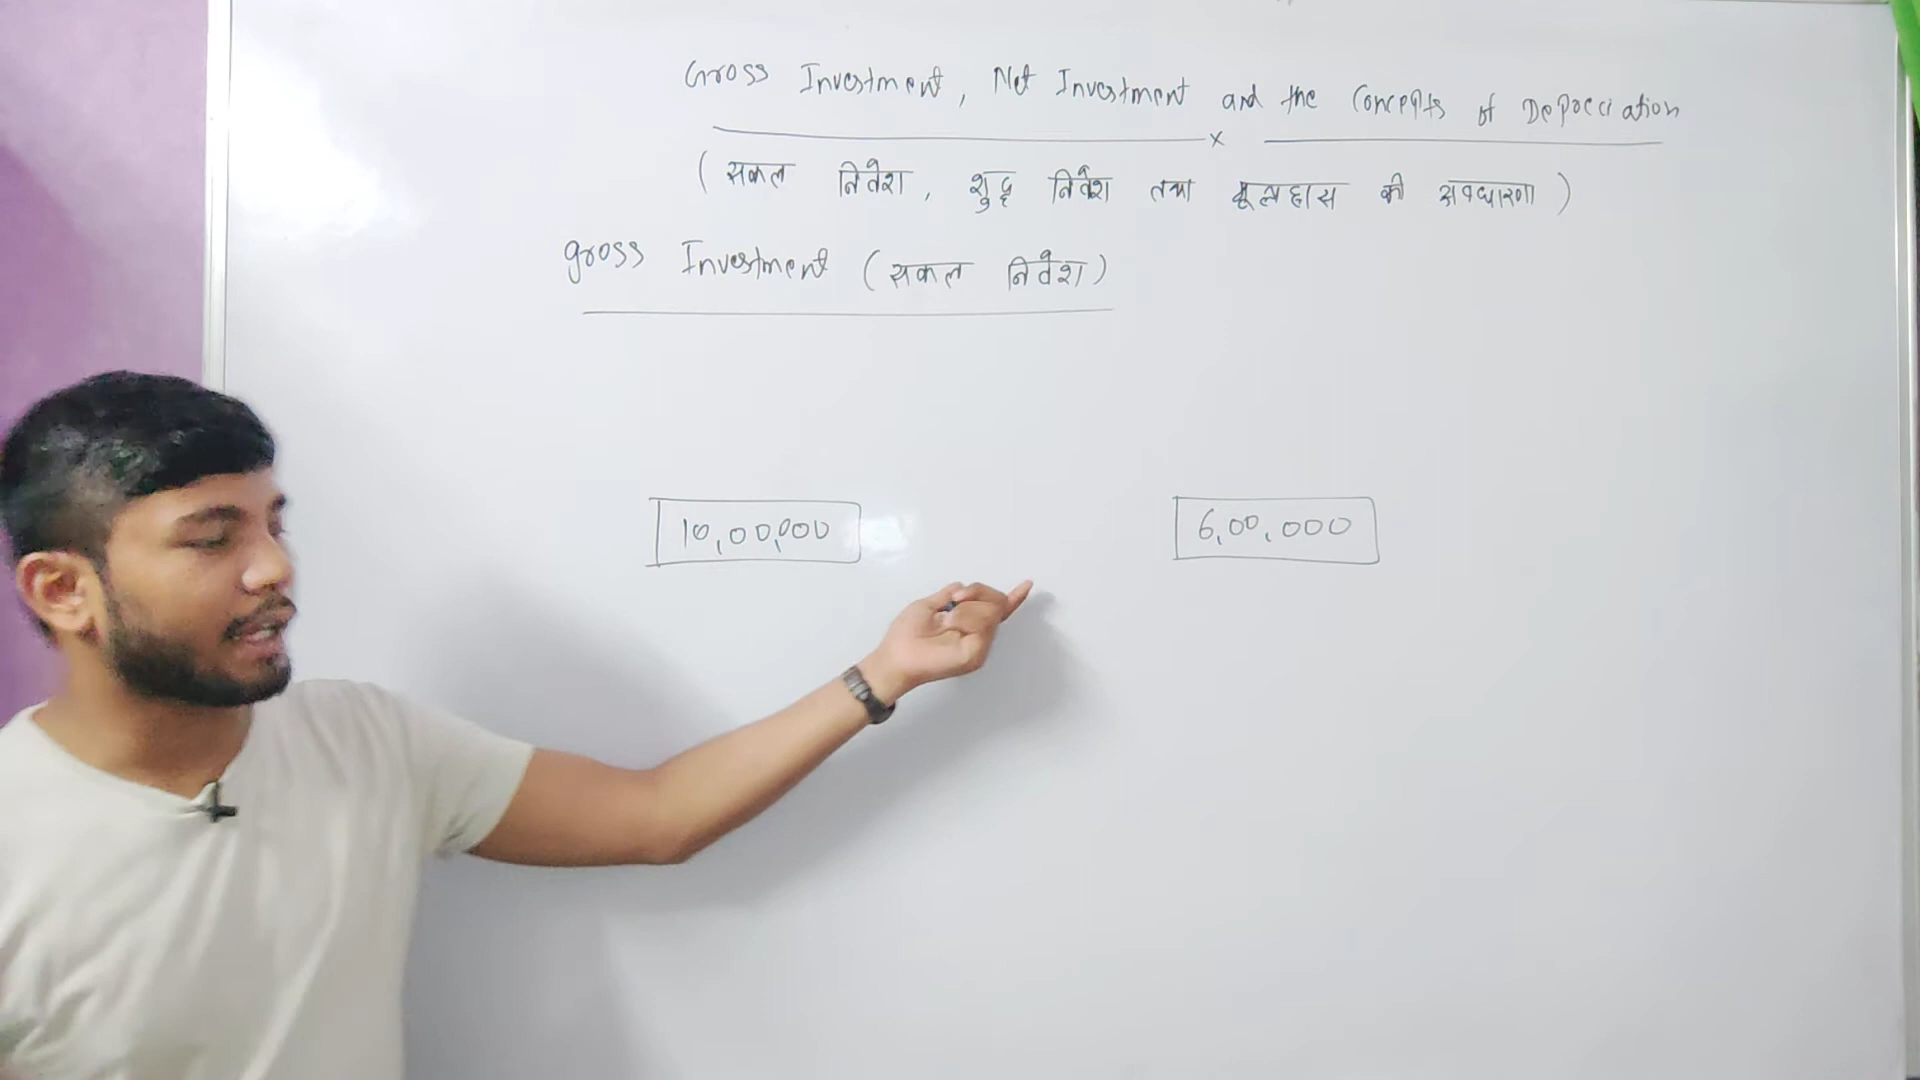 Gross Investment, Net Investment and the Concepts of Depreciation
(सकल निवेश, शुद्ध निवेश तथा मूल्यह्रास की अवधारणा)
gross Investment (सकल निवेश)
10,00,000
6,00,000